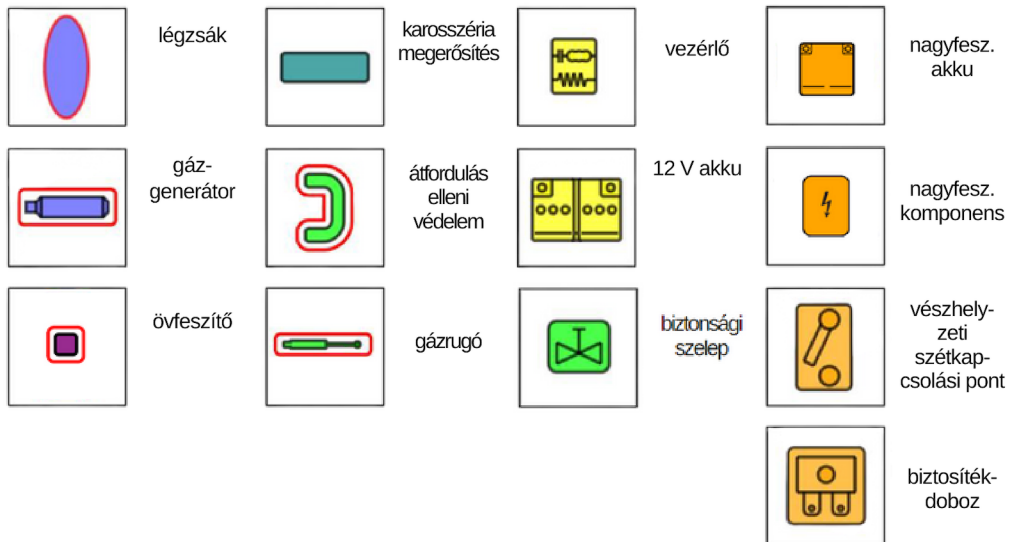 légzsák
karosszéria
megerősítés
vezérlő
nagyfesz.
akku
gáz-
generátor
átfordulás
elleni
védelem
12 V akku
nagyfesz.
komponens
övfeszítő
gázrugó
biztonsági
szelep
vészhely-
zeti
szétkap-
csolási pont
biztosíték-
doboz